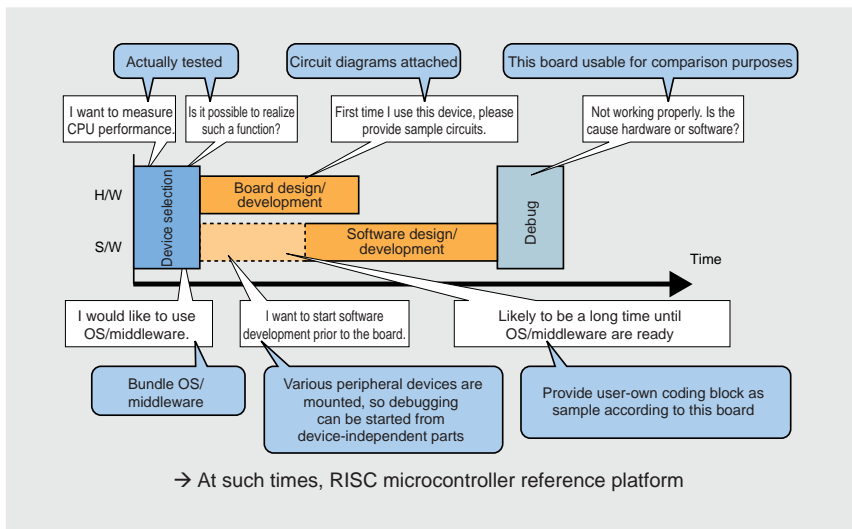 Actually tested
Circuit diagrams attached
This board usable for comparison purposes
I want to measure
CPU performance.
Is it possible to realize
such a function?
First time I use this device, please
provide sample circuits.
Not working properly. Is the
cause hardware or software?
H/W
S/W
Device selection
Board design/
development
Software design/
development
Debug
Time
I would like to use
OS/middleware.
I want to start software
development prior to the board.
Likely to be a long time until
OS/middleware are ready
Bundle OS/
middleware
Various peripheral devices are
mounted, so debugging
can be started from
device-independent parts
Provide user-own coding block as
sample according to this board
→ At such times, RISC microcontroller reference platform